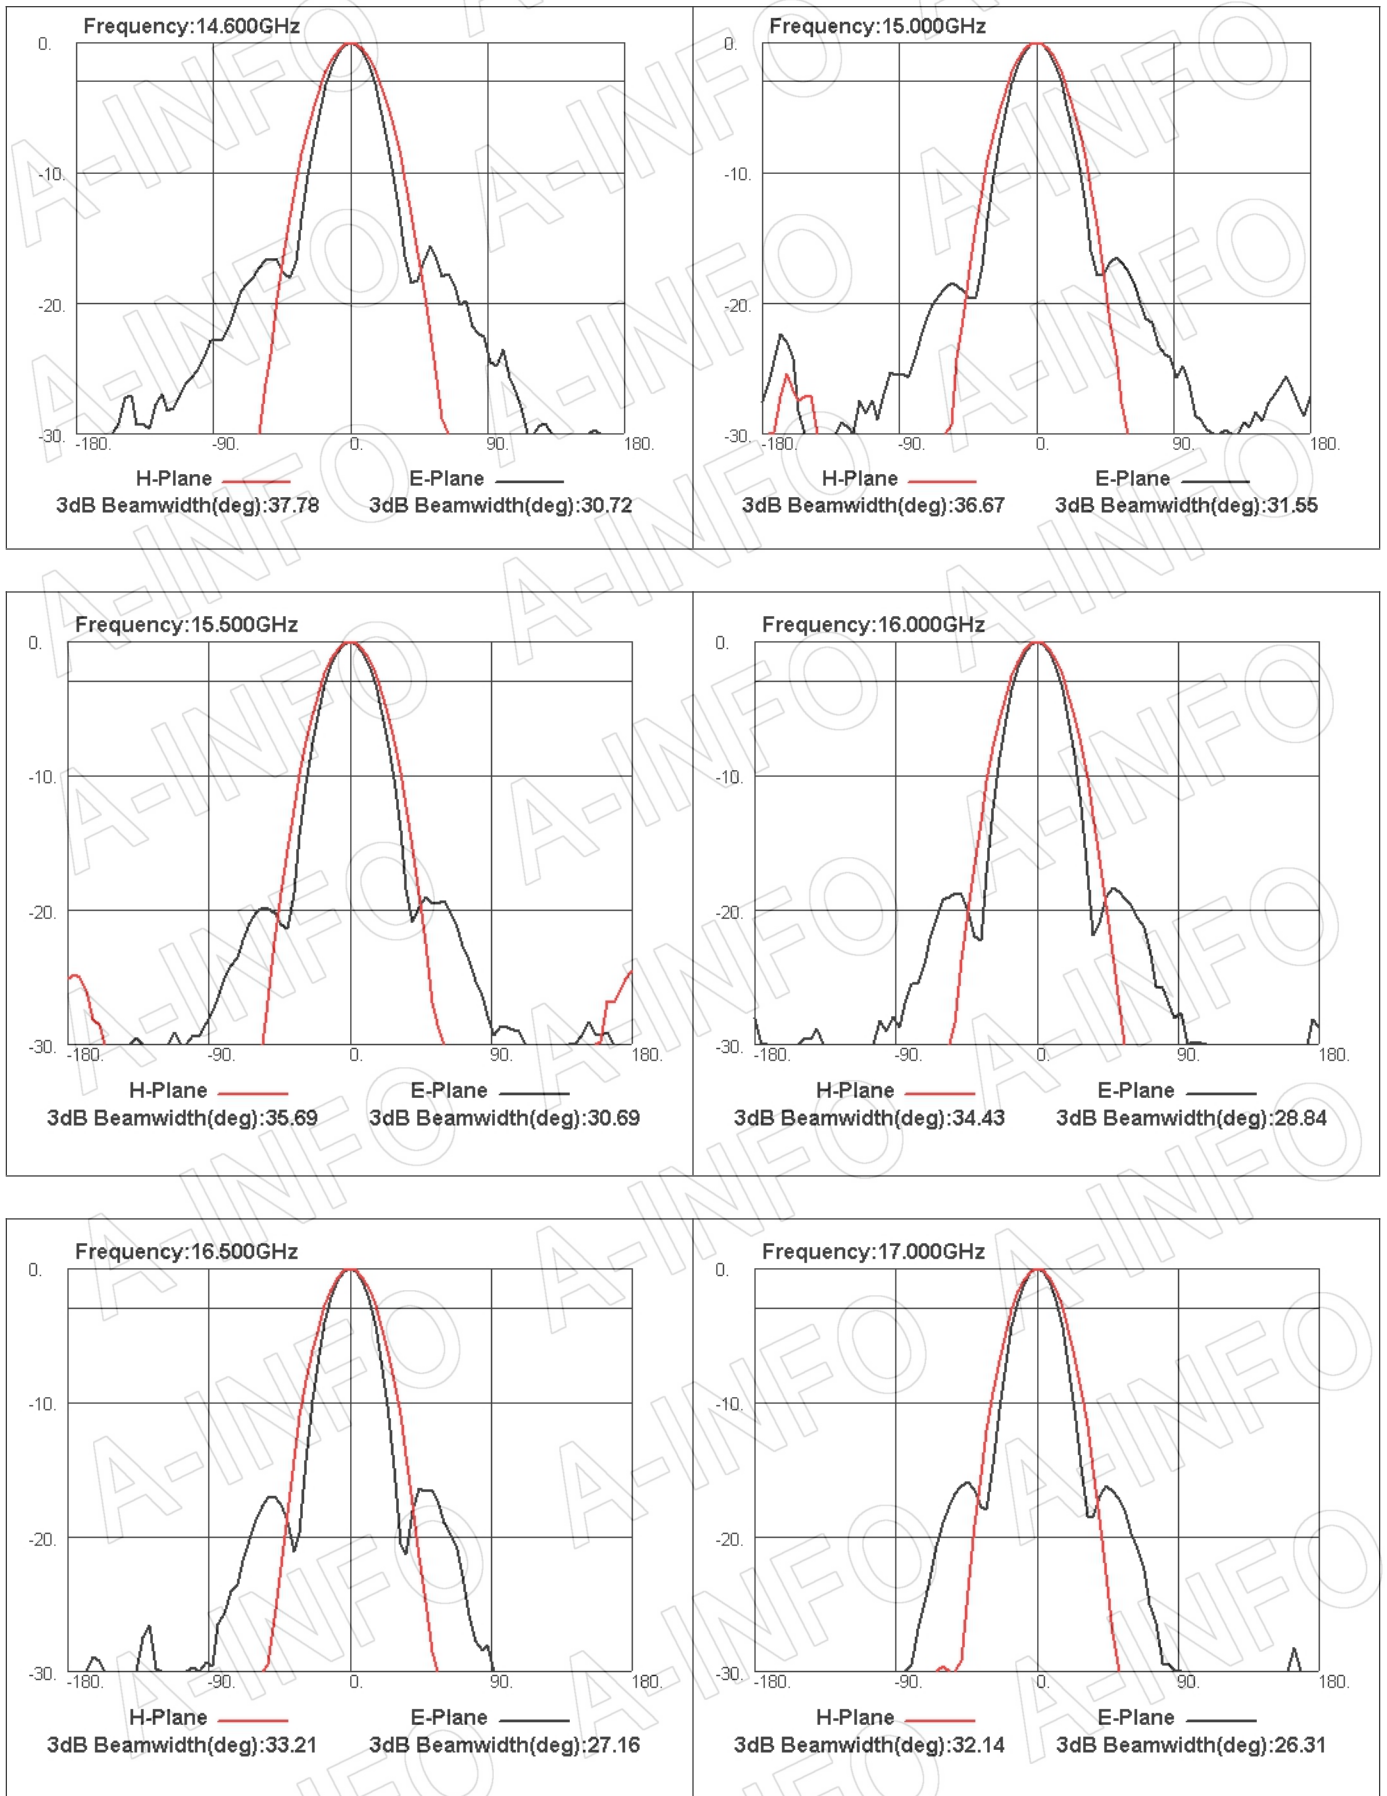 Frequency:14.600GHz
0.
-10.
-20.
-30.
-180.
-90.
0.
90.
180.
H-Plane
E-Plane
3dB Beamwidth(deg):37.78
3dB Beamwidth(deg):30.72
Frequency:15.000GHz
0.
-10.
-20.
-30.
-180.
-90.
0.
90.
180.
H-Plane
E-Plane
3dB Beamwidth(deg):36.67
3dB Beamwidth(deg):31.55
Frequency:15.500GHz
0.
-10.
-20.
-30.
-180.
-90.
0.
90.
180.
H-Plane
E-Plane
3dB Beamwidth(deg):35.69
3dB Beamwidth(deg):30.69
Frequency:16.000GHz
0.
-10.
-20.
-30.
-180.
-90.
0.
90.
180.
H-Plane
E-Plane
3dB Beamwidth(deg):34.43
3dB Beamwidth(deg):28.84
Frequency:16.500GHz
0.
-10.
-20.
-30.
-180.
-90.
0.
90.
180.
H-Plane
E-Plane
3dB Beamwidth(deg):33.21
3dB Beamwidth(deg):27.16
Frequency:17.000GHz
0.
-10.
-20.
-30.
-180.
-90.
0.
90.
180.
H-Plane
E-Plane
3dB Beamwidth(deg):32.14
3dB Beamwidth(deg):26.31
A-INFO